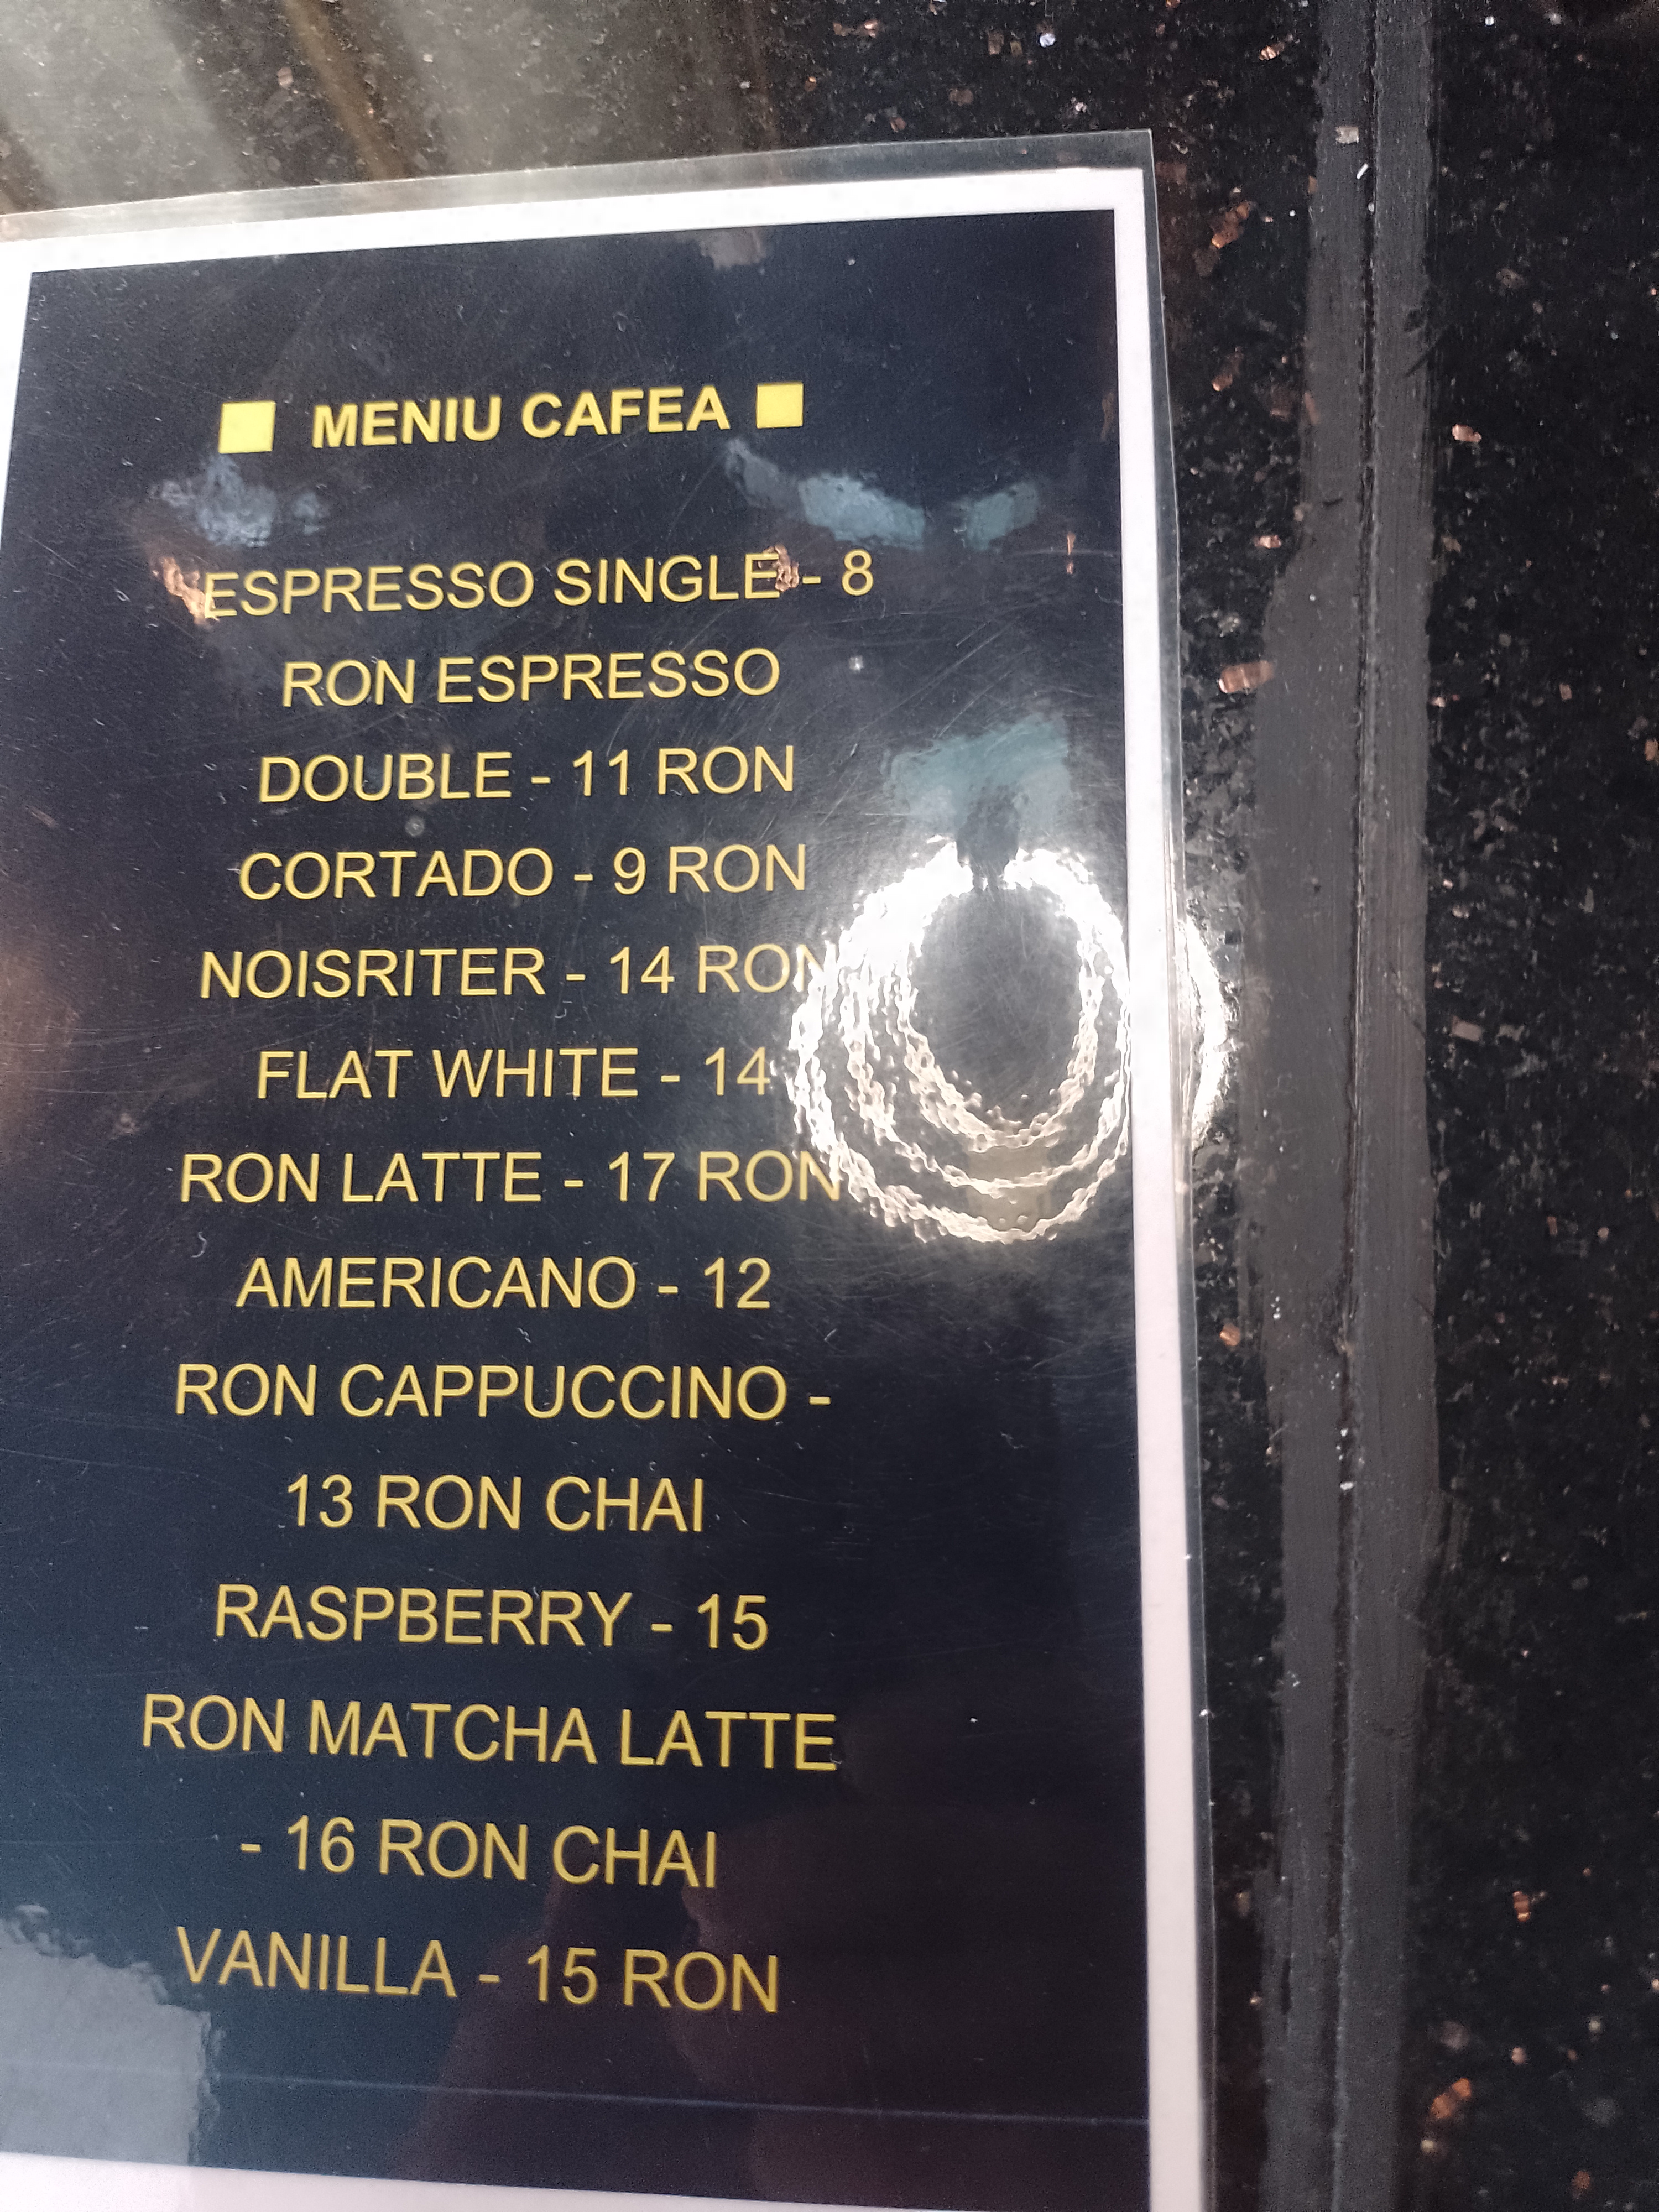 MENIU CAFEA
ESPRESSO SINGLE - 8
RON ESPRESSO
DOUBLE - 11 RON
CORTADO - 9 RON
NOISRITER - 14 RON
FLAT WHITE - 14
RON LATTE - 17 RON
AMERICANO - 12
RON CAPPUCCINO -
13 RON CHAI
RASPBERRY - 15
RON MATCHA LATTE
- 16 RON CHAI
VANILLA - 15 RON